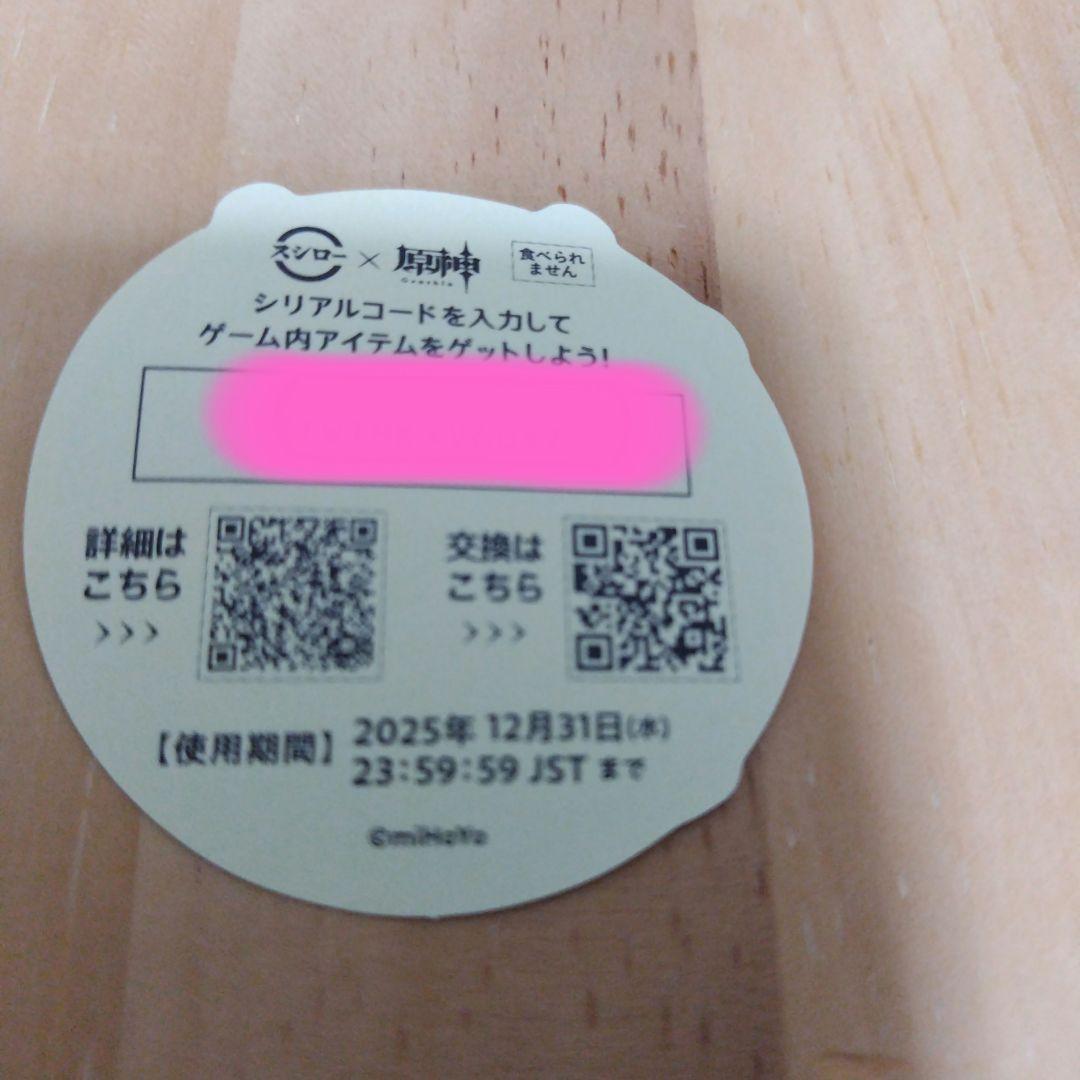 スシロー × 原神
Genshin
食べられ
ません
シリアルコードを入力して
ゲーム内アイテムをゲットしよう!
詳細は
こちら
>>>
交換は
こちら
>>>
【使用期間】 2025年 12月31日(水)
23:59:59 JST まで
©miHoYo